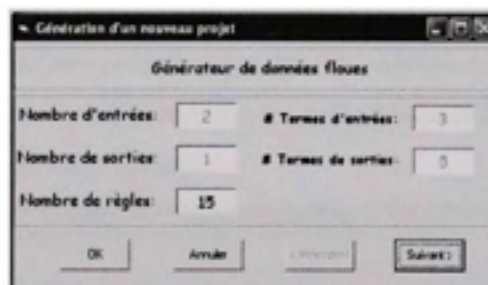 Génération d'un nouveau projet
Générateur de données floues
Nombre d'entrées: 2 # Termes d'entrées: 3
Nombre de sorties: 1 # Termes de sorties: 5
Nombre de règles: 15
OK Annuler < Précédent Suivant >